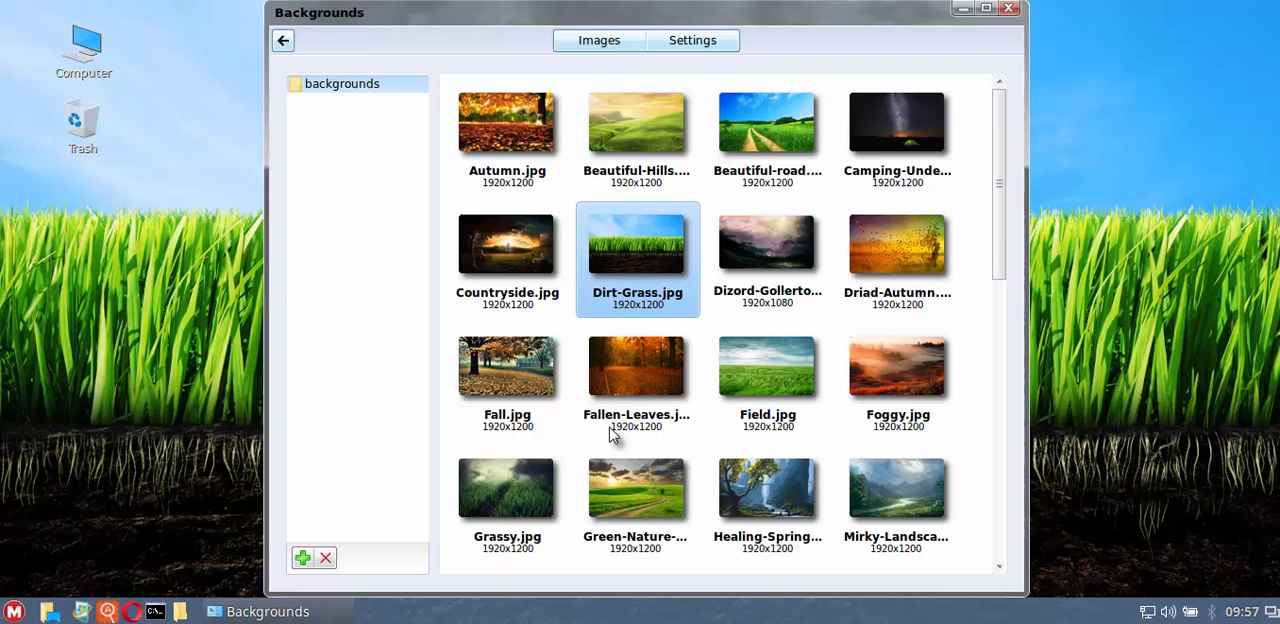 Backgrounds
Images
Settings
Computer
Trash
backgrounds
Autumn.jpg
1920x1200
Beautiful-Hills....
1920x1200
Beautiful-road....
1920x1200
Camping-Unde...
1920x1200
Countryside.jpg
1920x1200
Dirt-Grass.jpg
1920x1200
Dizord-Gollerto...
1920x1080
Driad-Autumn....
1920x1200
Fall.jpg
1920x1200
Fallen-Leaves.j...
1920x1200
Field.jpg
1920x1200
Foggy.jpg
1920x1200
Grassy.jpg
1920x1200
Green-Nature-...
1920x1200
Healing-Spring...
1920x1200
Mirky-Landsca...
1920x1200
M
C:\_
Backgrounds
09:57